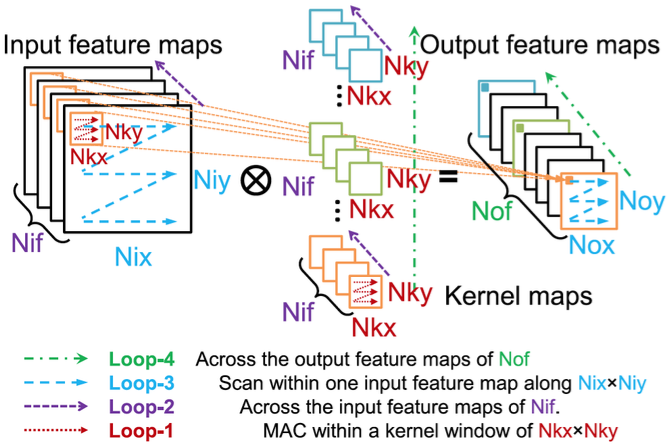 Input feature maps
Nif
Nky
Nkx
Output feature maps
Nky
Nkx
Niy
⊗
Nif
Nky
Nkx
=
Noy
Nof
Nox
Nif
Nix
Nif
Nky
Nkx
Kernel maps
Loop-4 Across the output feature maps of Nof
Loop-3 Scan within one input feature map along Nix×Niy
Loop-2 Across the input feature maps of Nif.
Loop-1 MAC within a kernel window of Nkx×Nky